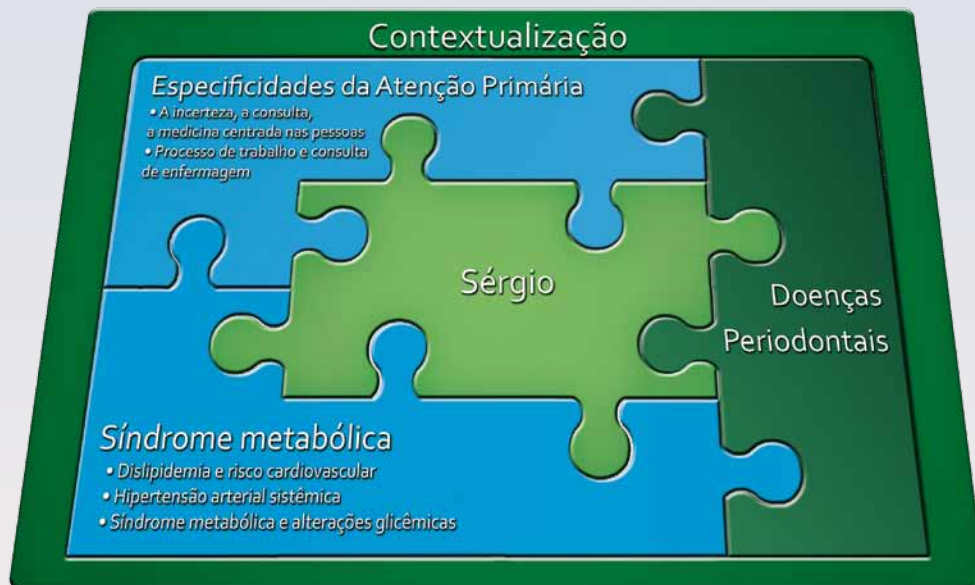 Contextualização
Especificidades da Atenção Primária
• A incerteza, a consulta,
a medicina centrada nas pessoas
• Processo de trabalho e consulta
de enfermagem
Sérgio
Doenças
Periodontais
Síndrome metabólica
• Dislipidemia e risco cardiovascular
• Hipertensão arterial sistêmica
• Síndrome metabólica e alterações glicêmicas